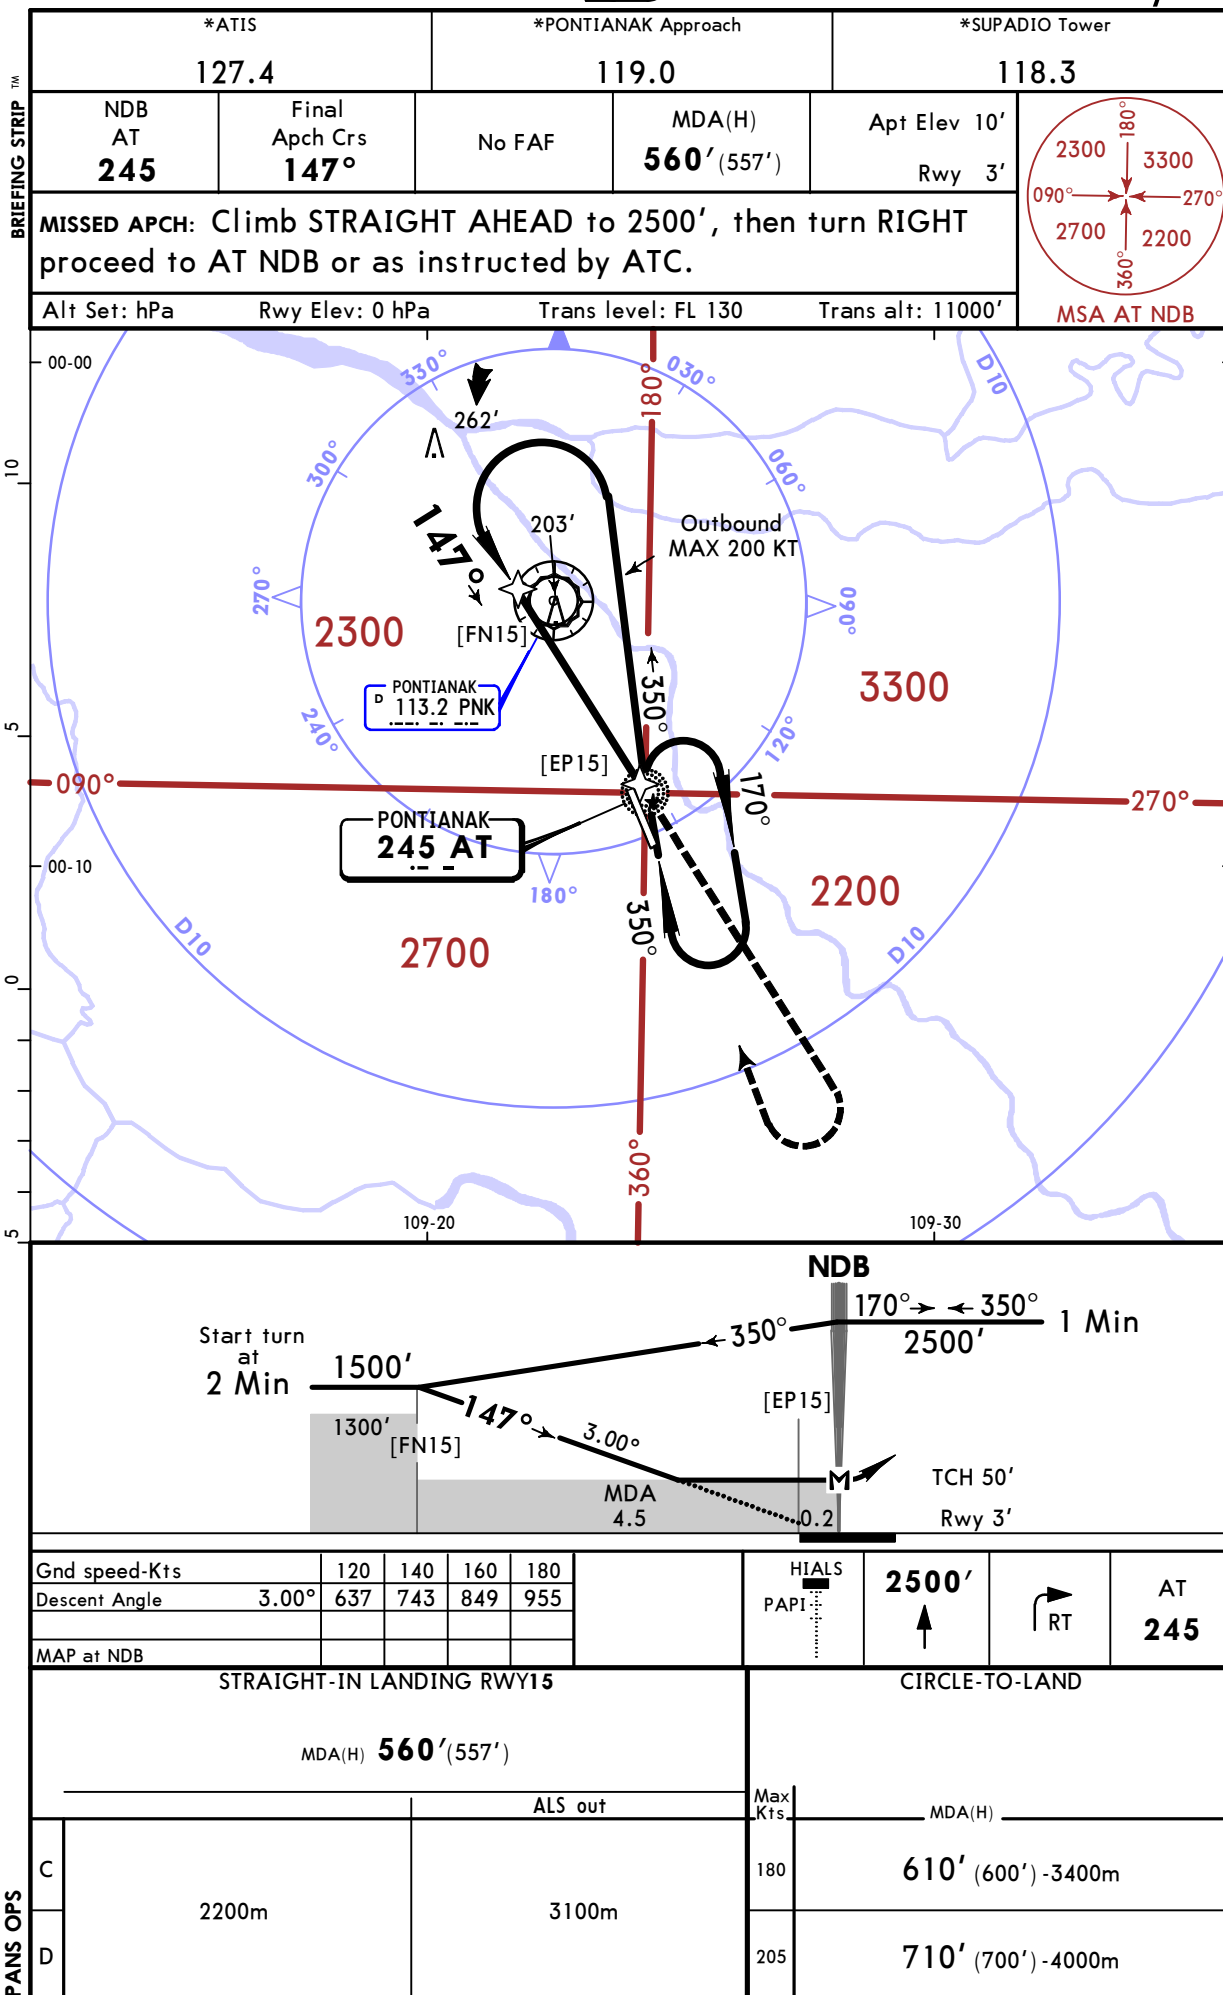 BRIEFING STRIP ™
*ATIS
127.4
*PONTIANAK Approach
119.0
*SUPADIO Tower
118.3
NDB
AT
245
Final
Apch Crs
147°
No FAF
MDA(H)
560′(557′)
Apt Elev 10′
Rwy 3′
MISSED APCH: Climb STRAIGHT AHEAD to 2500′, then turn RIGHT
proceed to AT NDB or as instructed by ATC.
Alt Set: hPa Rwy Elev: 0 hPa Trans level: FL 130 Trans alt: 11000′
180°
2300
3300
090°
270°
2700
2200
360°
MSA AT NDB
00-00
330°
180°
030°
D10
262′
300°
060°
10
147°
203′
Outbound
MAX 200 KT
270°
060°
2300
[FN15]
3300
PONTIANAK
D 113.2 PNK
350°
240°
120°
5
[EP15]
090°
170°
270°
PONTIANAK
245 AT
00-10
180°
2200
350°
D10
D10
2700
0
360°
109-20
109-30
5
NDB
170° 350°
1 Min
2500′
350°
Start turn
at
2 Min
1500′
1300′
[FN15]
147°
3.00°
[EP15]
M
MDA
4.5
0.2
TCH 50′
Rwy 3′
Gnd speed-Kts 120 140 160 180
Descent Angle 3.00° 637 743 849 955
MAP at NDB
HIALS
PAPI
2500′
RT
AT
245
STRAIGHT-IN LANDING RWY15
MDA(H) 560′(557′)
ALS out
CIRCLE-TO-LAND
Max
Kts
MDA(H)
C
2200m
3100m
180
610′ (600′) -3400m
D
205
710′ (700′) -4000m
PANS OPS